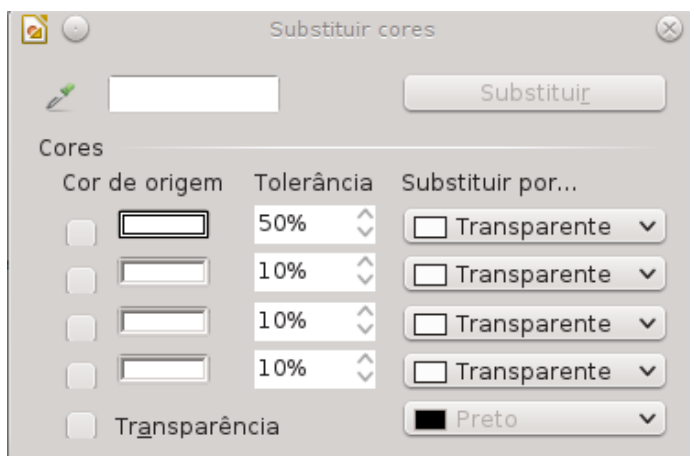 Substituir cores
Substituir
Cores
Cor de origem Tolerância Substituir por...
50% Transparente
10% Transparente
10% Transparente
10% Transparente
Transparência Preto